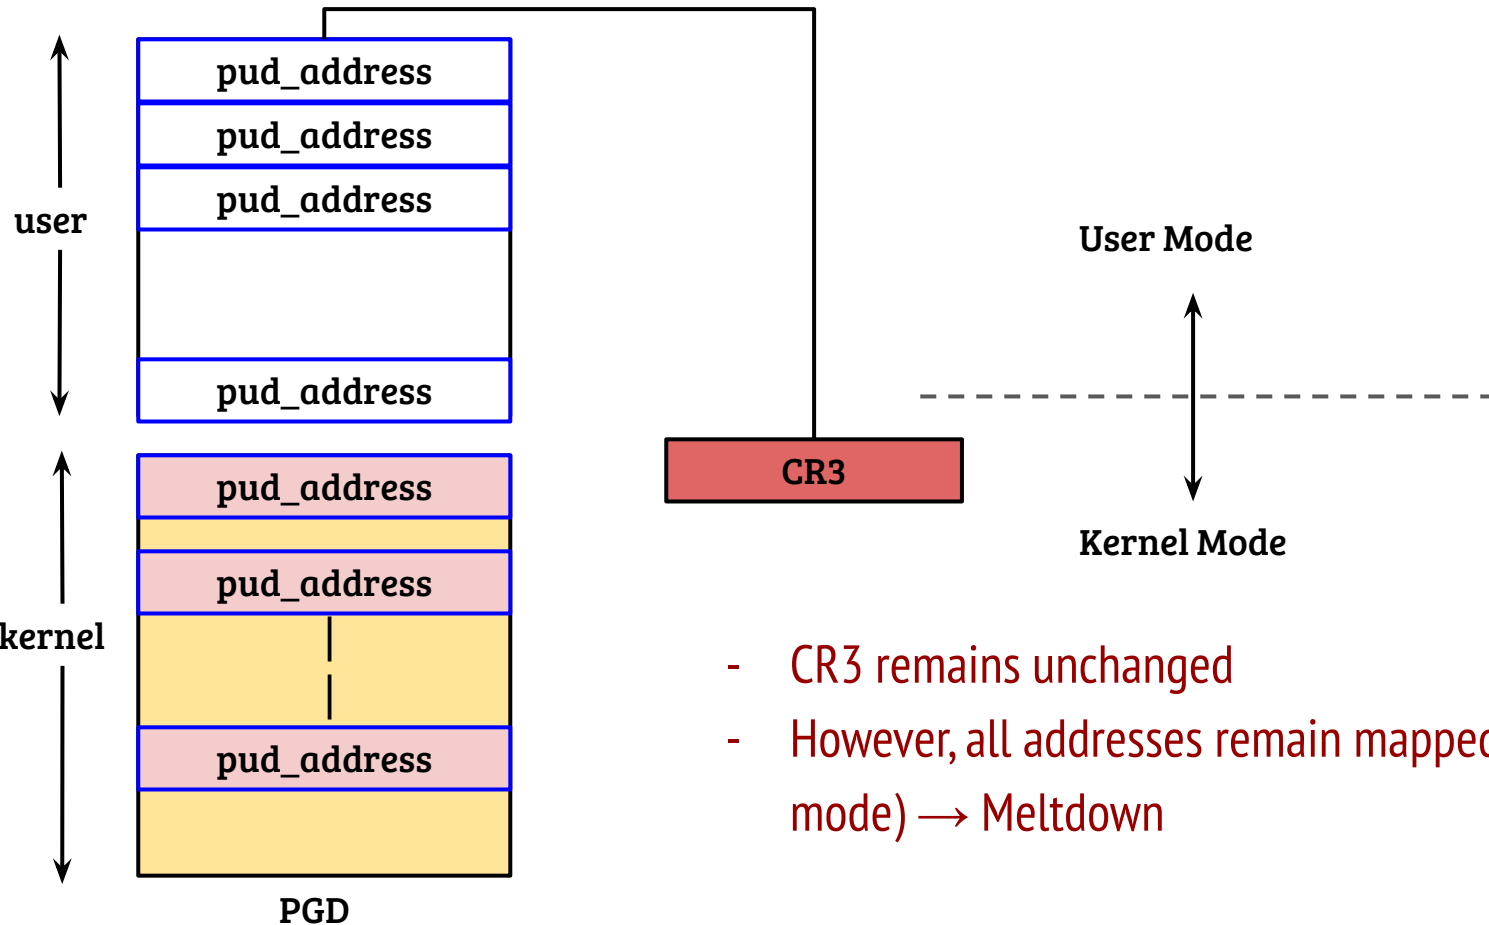 pud_address
pud_address
pud_address
user
pud_address
pud_address
pud_address
kernel
pud_address
PGD
CR3
User Mode
Kernel Mode
- CR3 remains unchanged
- However, all addresses remain mapped
mode) → Meltdown